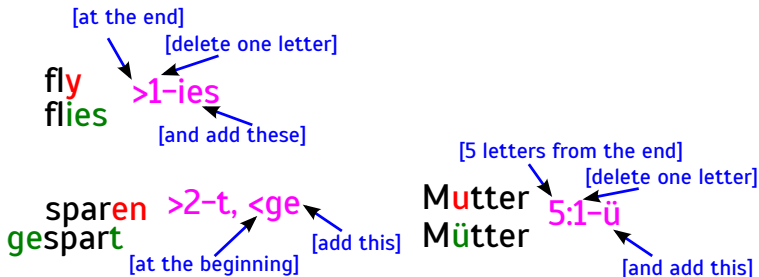 [at the end]
[delete one letter]
fly
flies
>1-ies
[and add these]
sparen
gespart
>2-t, <ge
[at the beginning]
[add this]
[5 letters from the end]
[delete one letter]
Mutter
Mütter
5:1-ü
[and add this]